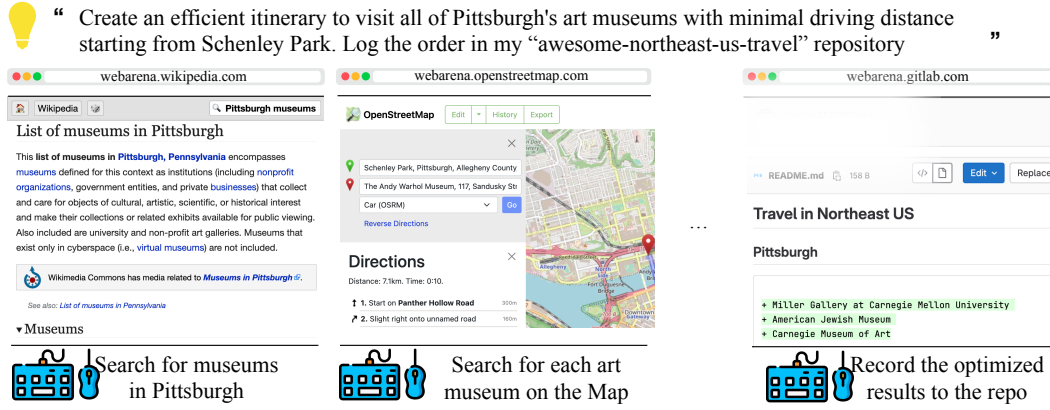 “ Create an efficient itinerary to visit all of Pittsburgh's art museums with minimal driving distance
starting from Schenley Park. Log the order in my “awesome-northeast-us-travel” repository ”
webarena.wikipedia.com
Wikipedia
Pittsburgh museums
List of museums in Pittsburgh
This list of museums in Pittsburgh, Pennsylvania encompasses
museums defined for this context as institutions (including nonprofit
organizations, government entities, and private businesses) that collect
and care for objects of cultural, artistic, scientific, or historical interest
and make their collections or related exhibits available for public viewing.
Also included are university and non-profit art galleries. Museums that
exist only in cyberspace (i.e., virtual museums) are not included.
Wikimedia Commons has media related to Museums in Pittsburgh.
See also: List of museums in Pennsylvania
▾Museums
Search for museums
in Pittsburgh
webarena.openstreetmap.com
OpenStreetMap Edit History Export
Schenley Park, Pittsburgh, Allegheny County
The Andy Warhol Museum, 117, Sandusky Str
Car (OSRM) Go
Reverse Directions
Directions
Distance: 7.1km. Time: 0:10.
1. Start on Panther Hollow Road 300m
2. Slight right onto unnamed road 160m
Allegheny
North
Side
Fort Duquesne
Bridge
Andy
Downtown
Gateway
Search for each art
museum on the Map
...
webarena.gitlab.com
README.md 158 B
Edit Replace
Travel in Northeast US
Pittsburgh
+ Miller Gallery at Carnegie Mellon University
+ American Jewish Museum
+ Carnegie Museum of Art
Record the optimized
results to the repo